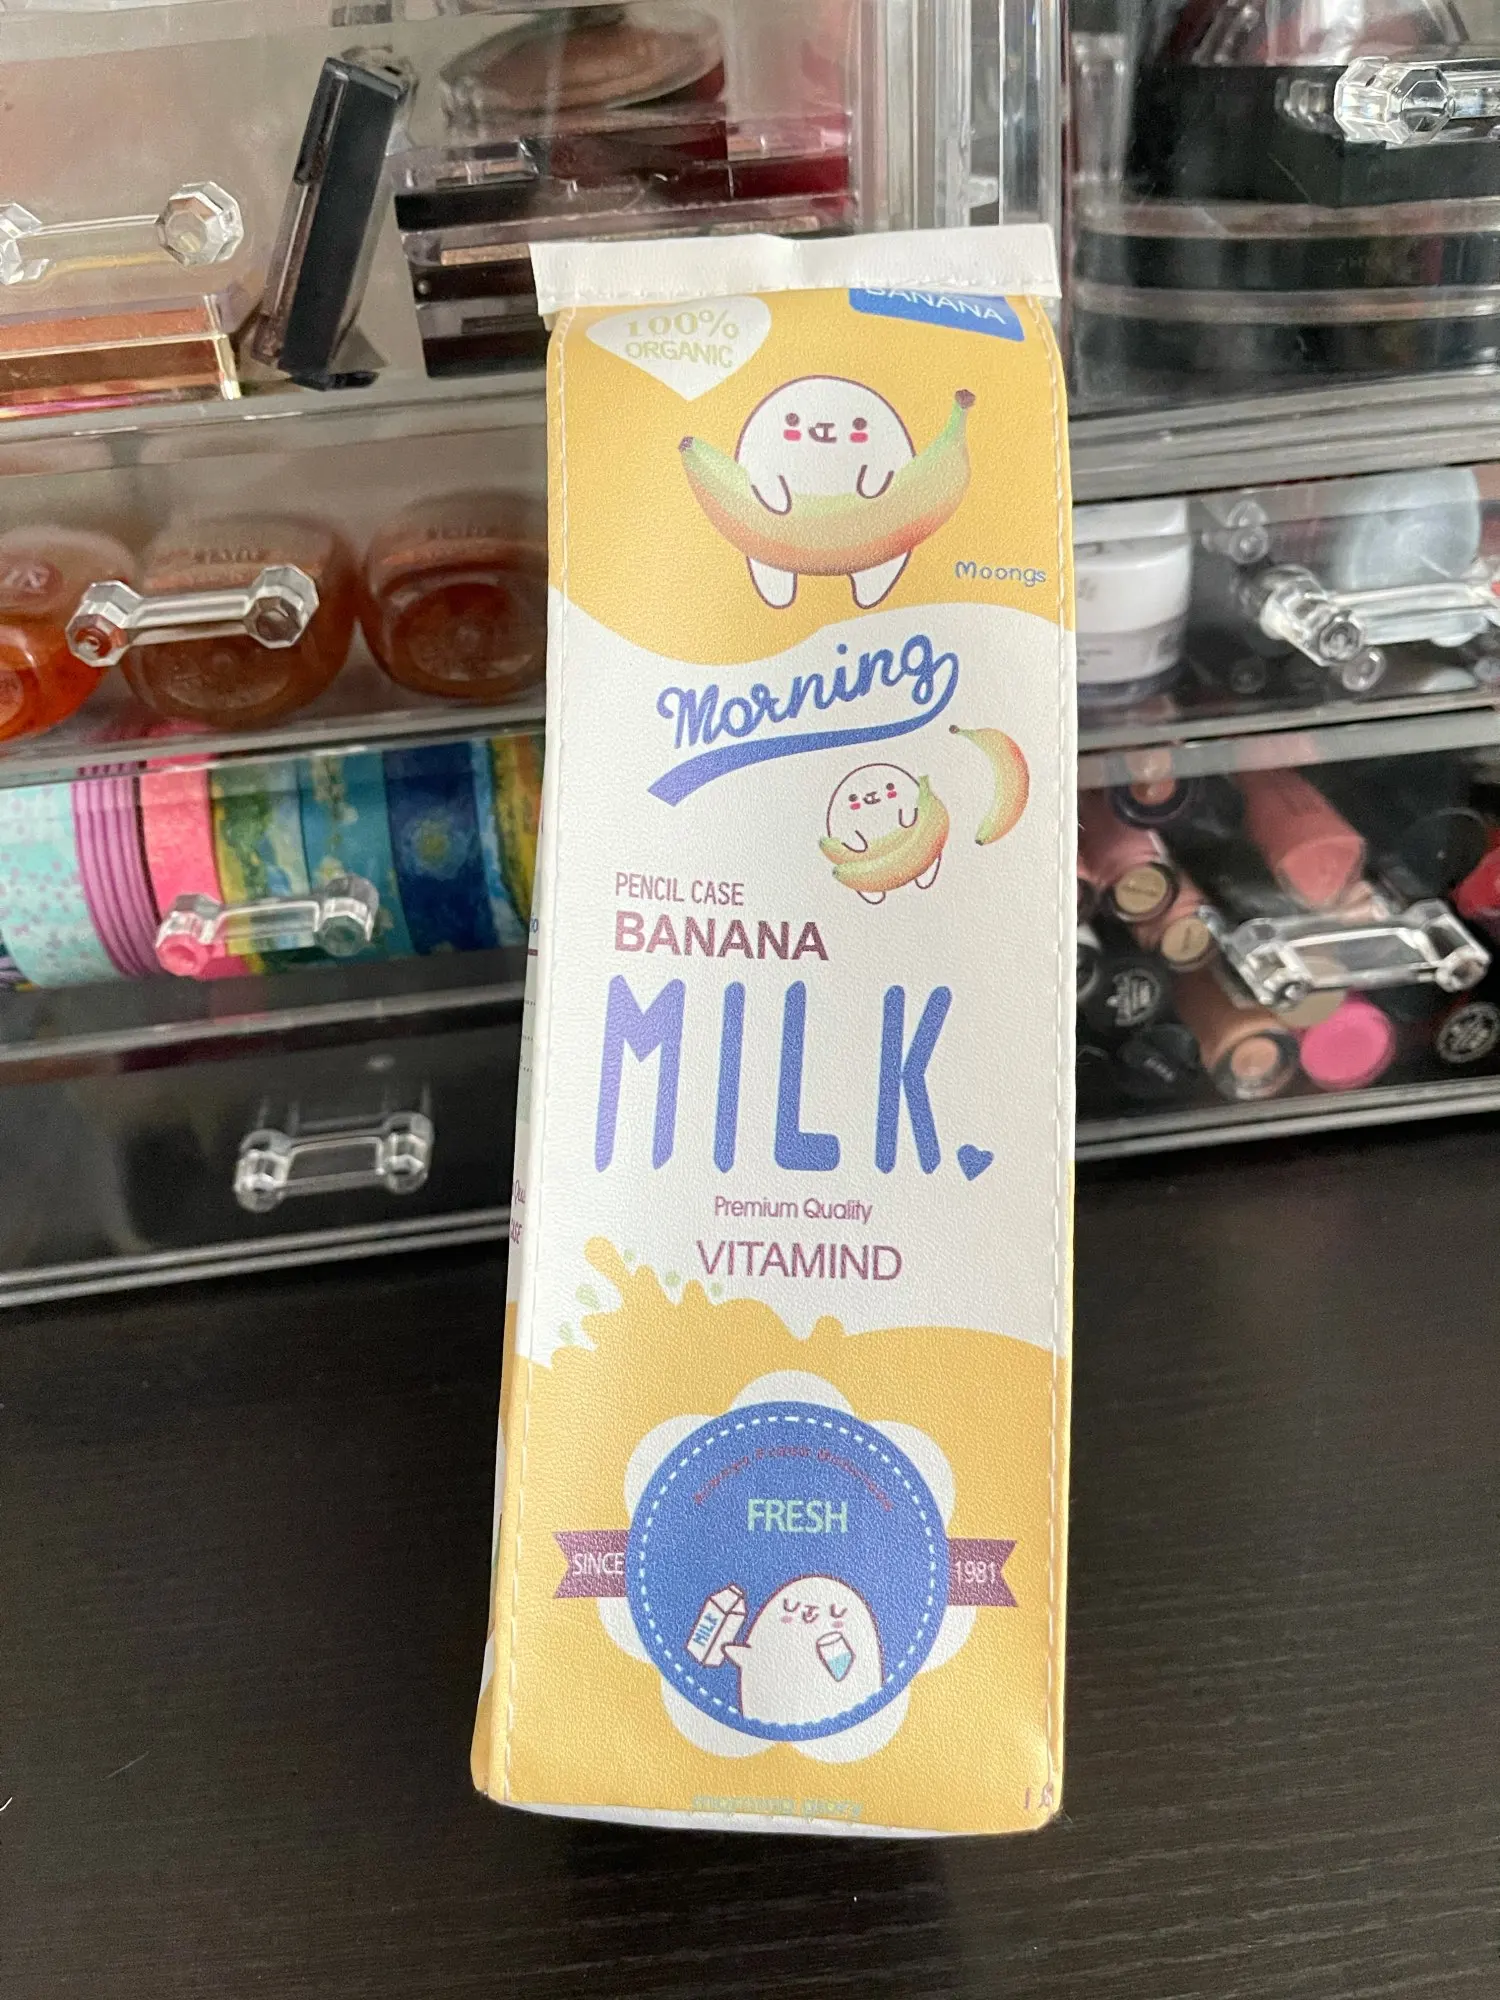 BANANA
100%
ORGANIC
Moongs
Morning
PENCIL CASE
BANANA
MILK
Premium Quality
VITAMIND
FRESH
SINCE
1981
MILK